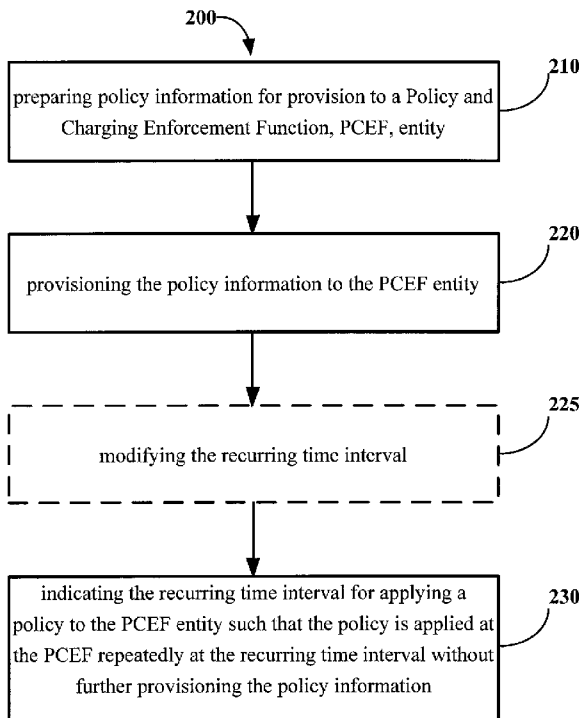 200
210
preparing policy information for provision to a Policy and
Charging Enforcement Function, PCEF, entity
220
provisioning the policy information to the PCEF entity
225
modifying the recurring time interval
230
indicating the recurring time interval for applying a
policy to the PCEF entity such that the policy is applied at
the PCEF repeatedly at the recurring time interval without
further provisioning the policy information